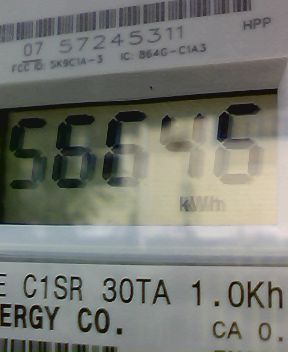 07 57245311
HPP
FCC ID: SK9C1A-3 IC: 864G-C1A3
56646
kWh
E C1SR 30TA 1.0Kh
ERGY CO.
CA 0.